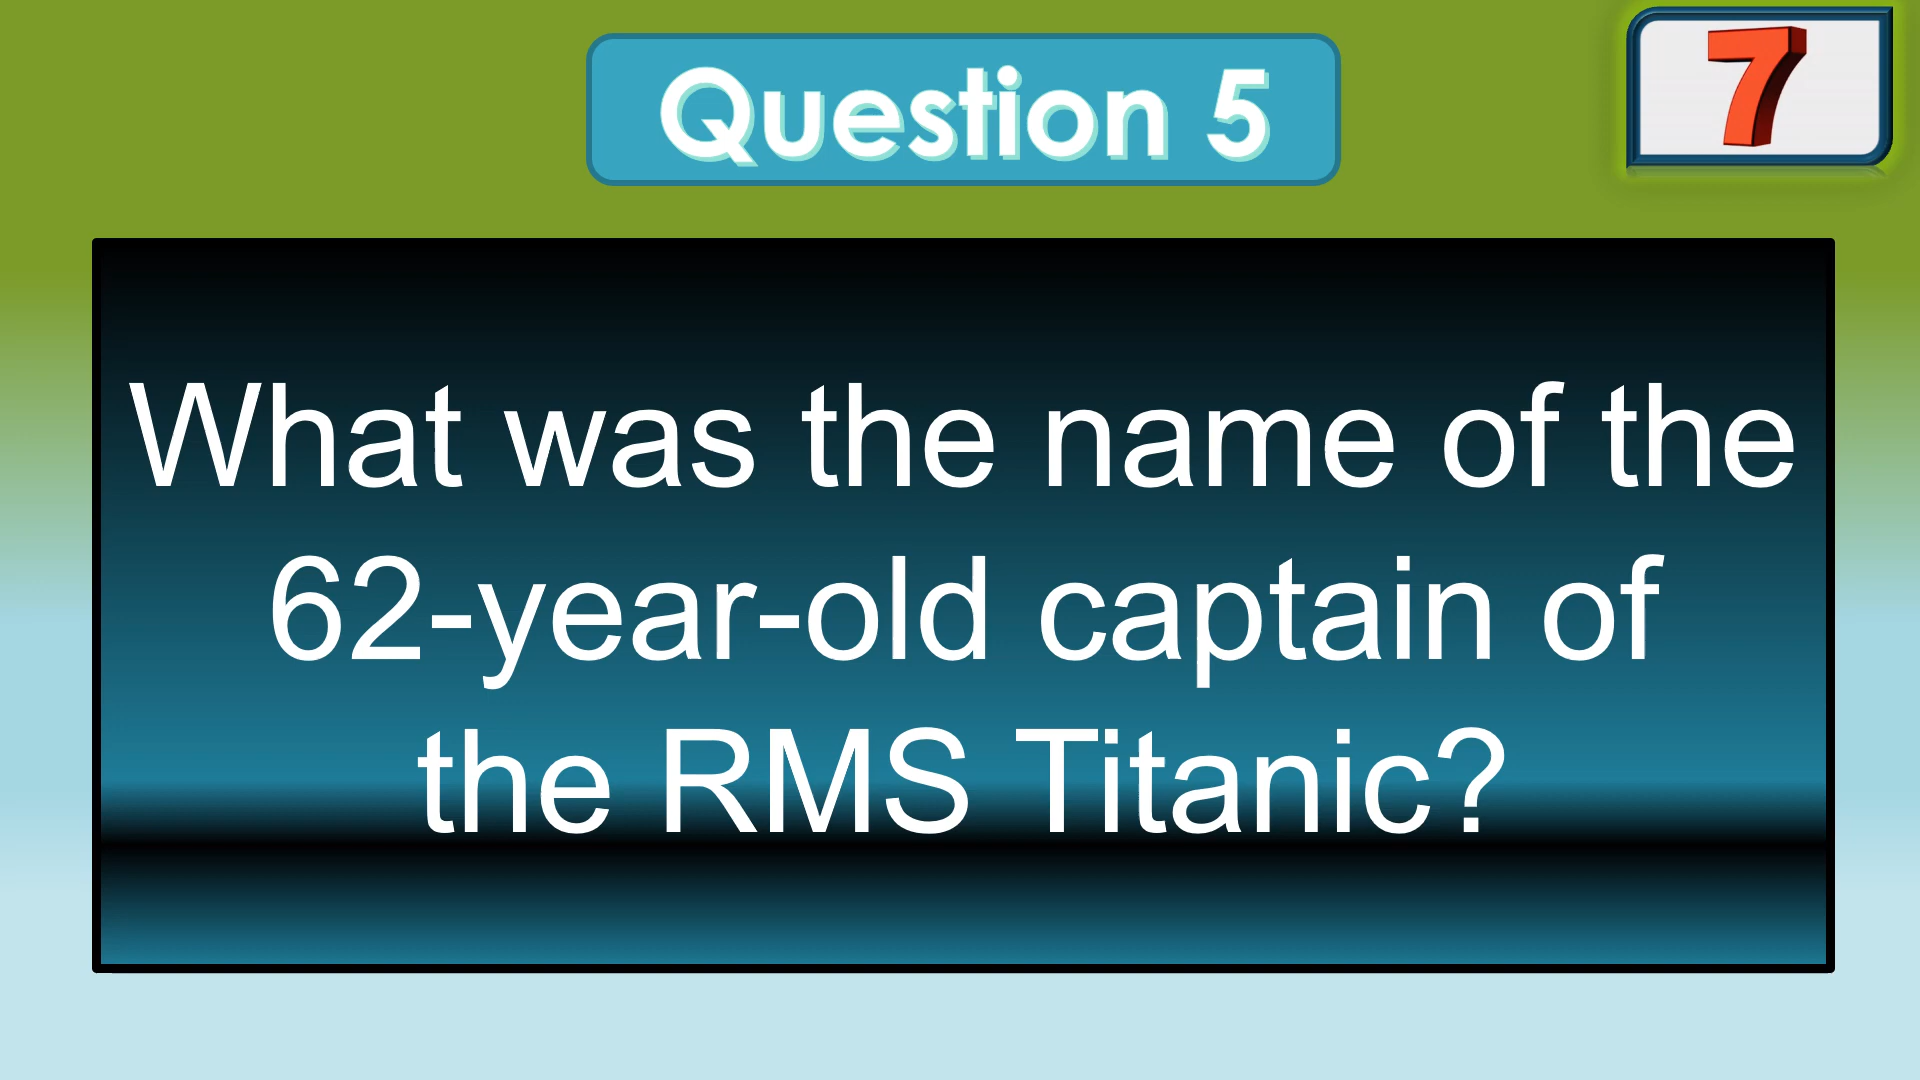 Question 5
7
What was the name of the
62-year-old captain of
the RMS Titanic?